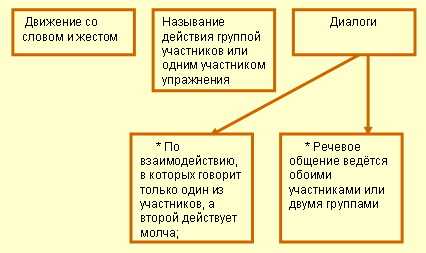 Движение со
словом и жестом
Называние
действия группой
участников или
одним участником
упражнения
Диалоги
* По
взаимодействию,
в которых говорит
только один из
участников, а
второй действует
молча;
* Речевое
общение ведётся
обоими
участниками или
двумя группами